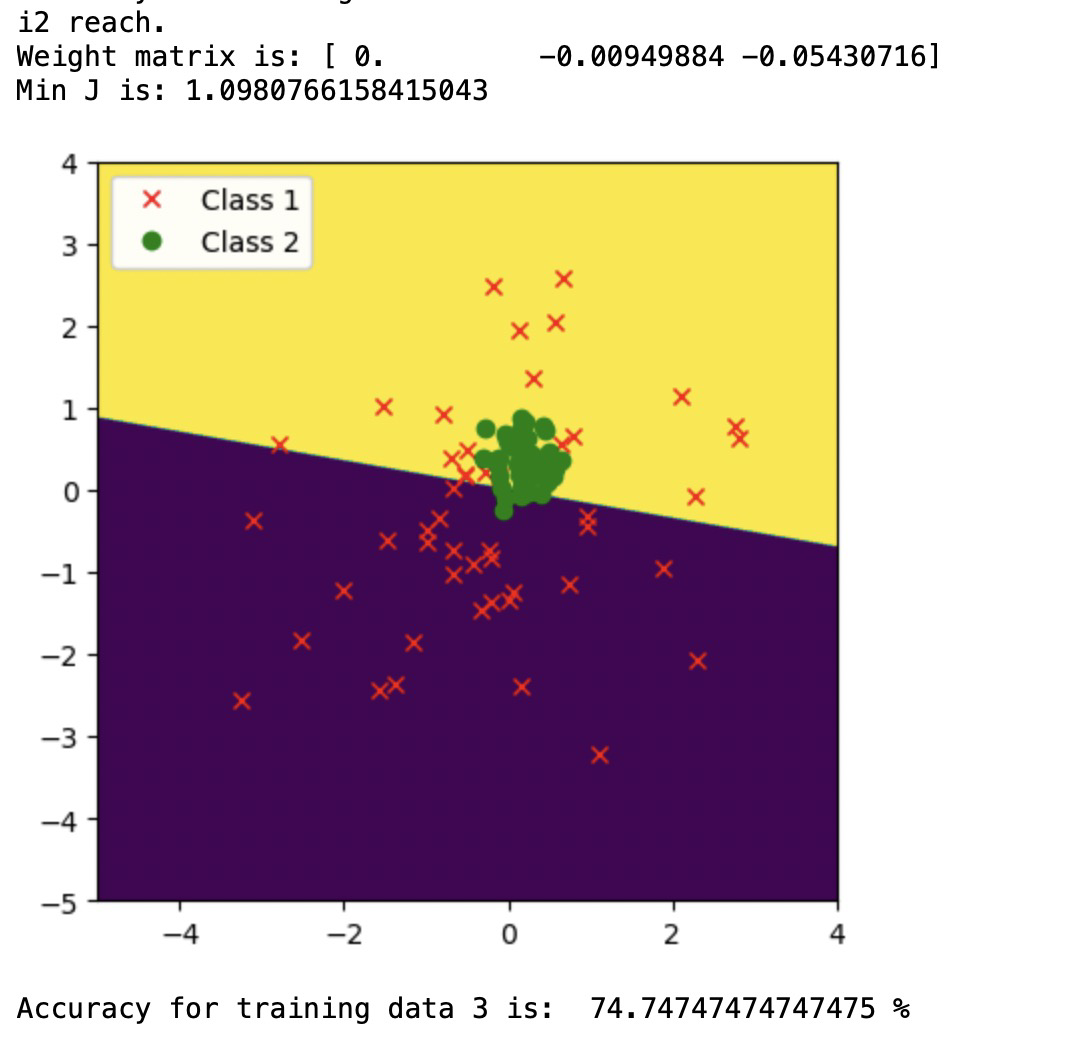 i2 reach.
Weight matrix is: [ 0.         -0.00949884 -0.05430716]
Min J is: 1.0980766158415043
4
Class 1
3
Class 2
2
1
0
−1
−2
−3
−4
−5
−4 −2 0 2 4
Accuracy for training data 3 is:  74.74747474747475 %